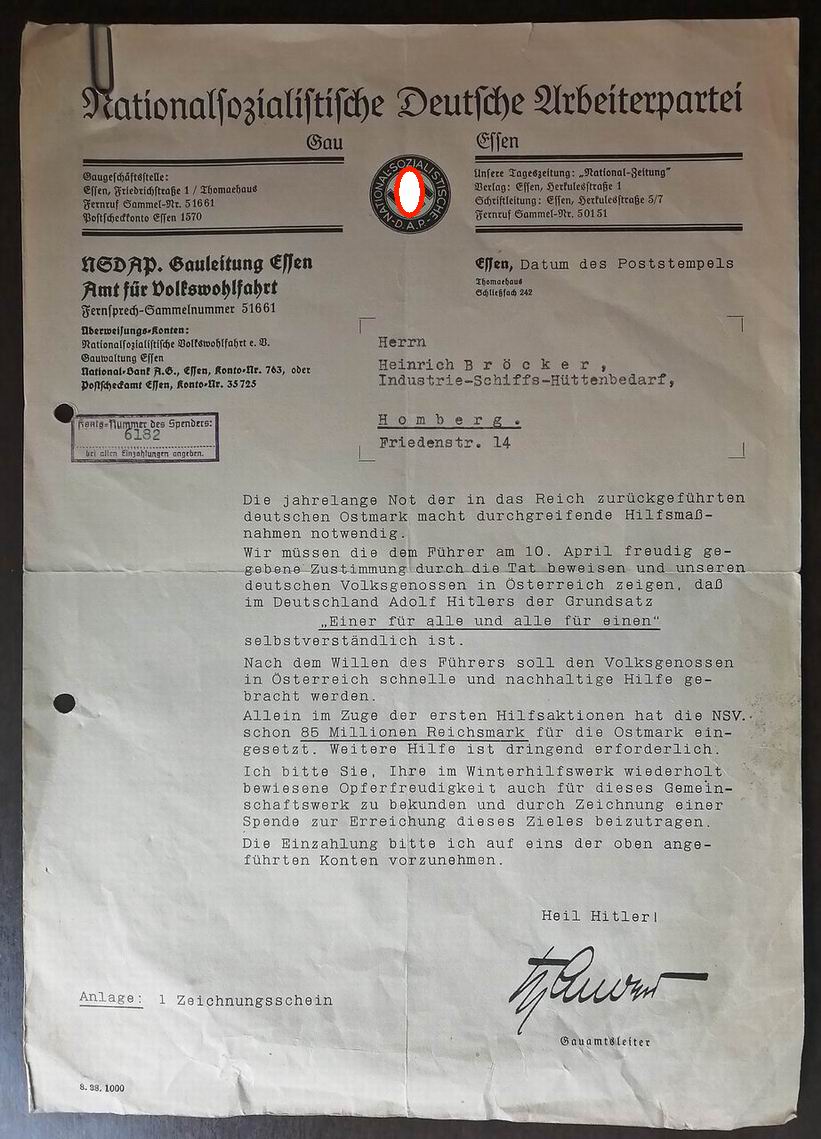 Nationalsozialistische Deutsche Arbeiterpartei
Gau Essen
Gaugeschäftsstelle:
Essen, Friedrichstraße 1 / Thomaehaus
Fernruf Sammel-Nr. 51661
Postscheckkonto Essen 1570
NATIONAL-SOZIALISTISCHE
D.A.P.
Unsere Tageszeitung: „National-Zeitung"
Verlag: Essen, Herkulesstraße 1
Schriftleitung: Essen, Herkulesstraße 5/7
Fernruf Sammel-Nr. 50151
NSDAP. Gauleitung Essen
Amt für Volkswohlfahrt
Fernsprech-Sammelnummer 51661
Überweisungs-Konten:
Nationalsozialistische Volkswohlfahrt e. V.
Gauwaltung Essen
National-Bank A.G., Essen, Konto-Nr. 763, oder
Postscheckamt Essen, Konto-Nr. 35725
Essen, Datum des Poststempels
Thomaehaus
Schließfach 242
Herrn
Heinrich Bröcker,
Industrie-Schiffs-Hüttenbedarf,
Homberg.
Friedenstr. 14
Konto-Nummer des Spenders:
6182
bei allen Einzahlungen angeben.
Die jahrelange Not der in das Reich zurückgeführten
deutschen Ostmark macht durchgreifende Hilfsmaß-
nahmen notwendig.
Wir müssen die dem Führer am 10. April freudig ge-
gebene Zustimmung durch die Tat beweisen und unseren
deutschen Volksgenossen in Österreich zeigen, daß
im Deutschland Adolf Hitlers der Grundsatz
„Einer für alle und alle für einen"
selbstverständlich ist.
Nach dem Willen des Führers soll den Volksgenossen
in Österreich schnelle und nachhaltige Hilfe ge-
bracht werden.
Allein im Zuge der ersten Hilfsaktionen hat die NSV.
schon 85 Millionen Reichsmark für die Ostmark ein-
gesetzt. Weitere Hilfe ist dringend erforderlich.
Ich bitte Sie, Ihre im Winterhilfswerk wiederholt
bewiesene Opferfreudigkeit auch für dieses Gemein-
schaftswerk zu bekunden und durch Zeichnung einer
Spende zur Erreichung dieses Zieles beizutragen.
Die Einzahlung bitte ich auf eins der oben ange-
führten Konten vorzunehmen.
Heil Hitler!
Anlage: 1 Zeichnungsschein
Gauamtsleiter
8. 38. 1000